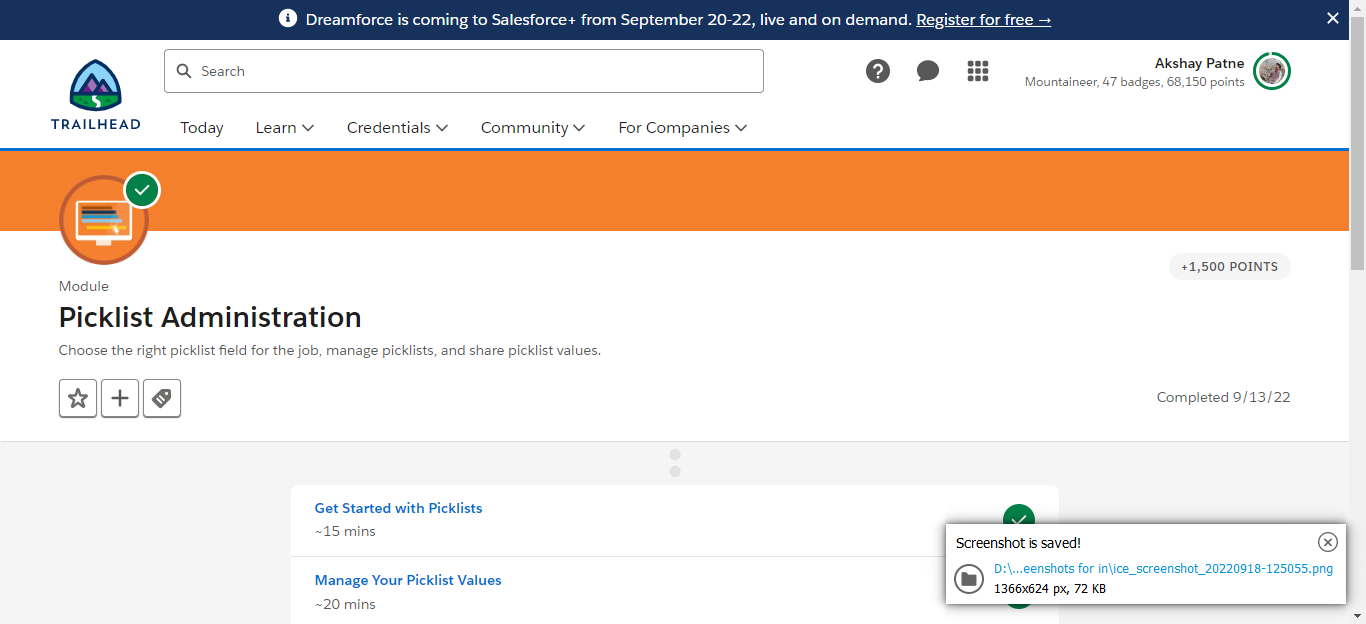 Dreamforce is coming to Salesforce+ from September 20-22, live and on demand. Register for free →
Search
Akshay Patne
Mountaineer, 47 badges, 68,150 points
TRAILHEAD
Today
Learn
Credentials
Community
For Companies
+1,500 POINTS
Module
Picklist Administration
Choose the right picklist field for the job, manage picklists, and share picklist values.
Completed 9/13/22
Get Started with Picklists
~15 mins
Manage Your Picklist Values
~20 mins
Screenshot is saved!
D:\...eenshots for in\ice_screenshot_20220918-125055.png
1366x624 px, 72 KB